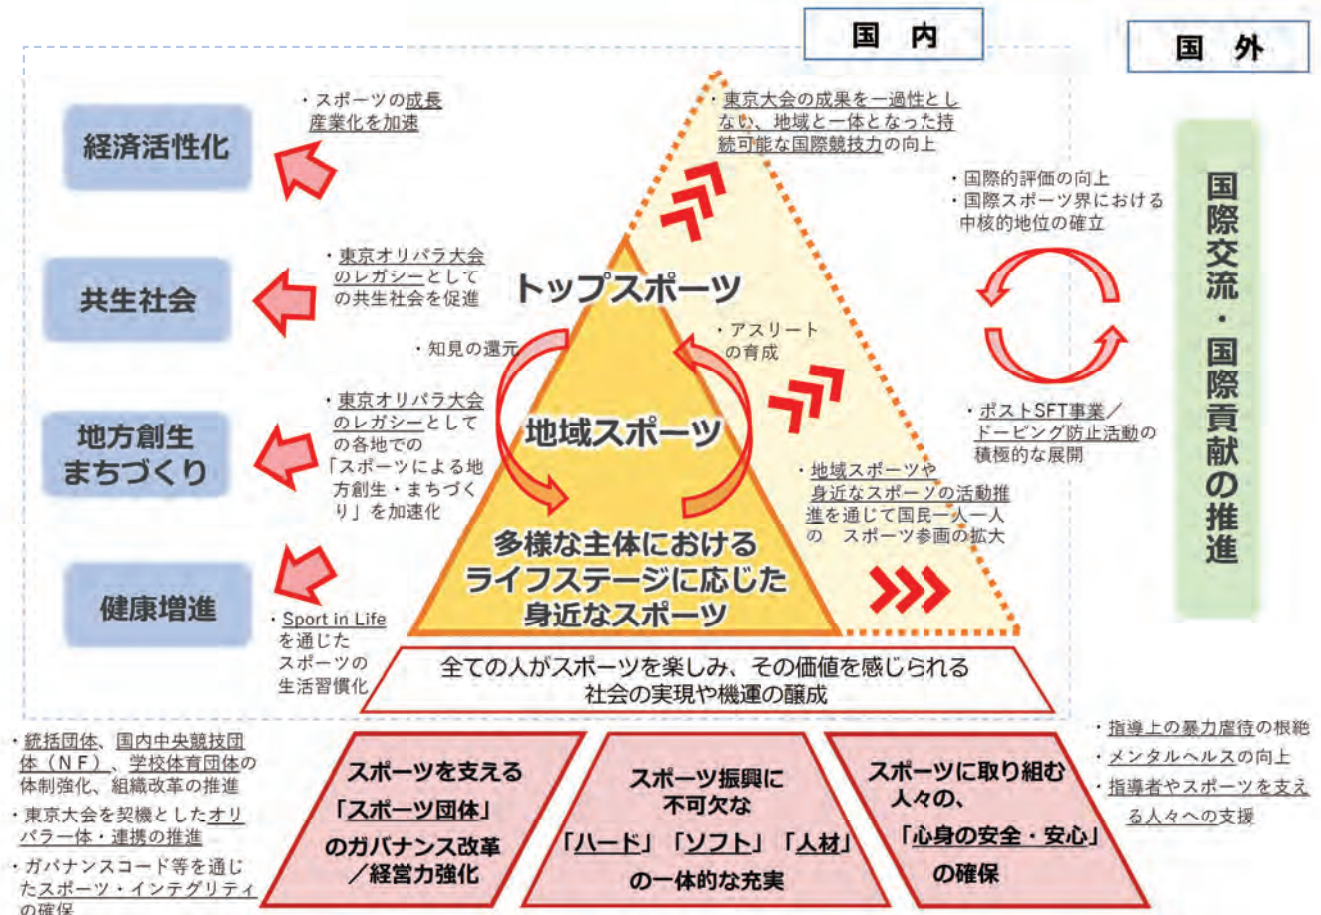 国 内
国 外
経済活性化
・スポーツの成長
産業化を加速
・東京大会の成果を一過性とし
ない、地域と一体となった持
続可能な国際競技力の向上
・国際的評価の向上
・国際スポーツ界における
中核的地位の確立
国際交流・国際貢献の推進
共生社会
・東京オリパラ大会
のレガシーとして
の共生社会を促進
トップスポーツ
・知見の還元
・アスリート
の育成
地方創生
まちづくり
・東京オリパラ大会
のレガシーとして
の各地での
「スポーツによる地
方創生・まちづく
り」を加速化
地域スポーツ
・ポストSFT事業／
ドーピング防止活動の
積極的な展開
・地域スポーツや
身近なスポーツの活動推
進を通じて国民一人一人
の スポーツ参画の拡大
健康増進
・Sport in Life
を通じた
スポーツの
生活習慣化
多様な主体における
ライフステージに応じた
身近なスポーツ
全ての人がスポーツを楽しみ、その価値を感じられる
社会の実現や機運の醸成
・統括団体、国内中央競技団
体（ＮＦ）、学校体育団体の
体制強化、組織改革の推進
・東京大会を契機としたオリ
パラ一体・連携の推進
・ガバナンスコード等を通じ
たスポーツ・インテグリティ
の確保
スポーツを支える
「スポーツ団体」
のガバナンス改革
／経営力強化
スポーツ振興に
不可欠な
「ハード」「ソフト」「人材」
の一体的な充実
スポーツに取り組む
人々の、
「心身の安全・安心」
の確保
・指導上の暴力虐待の根絶
・メンタルヘルスの向上
・指導者やスポーツを支え
る人々への支援